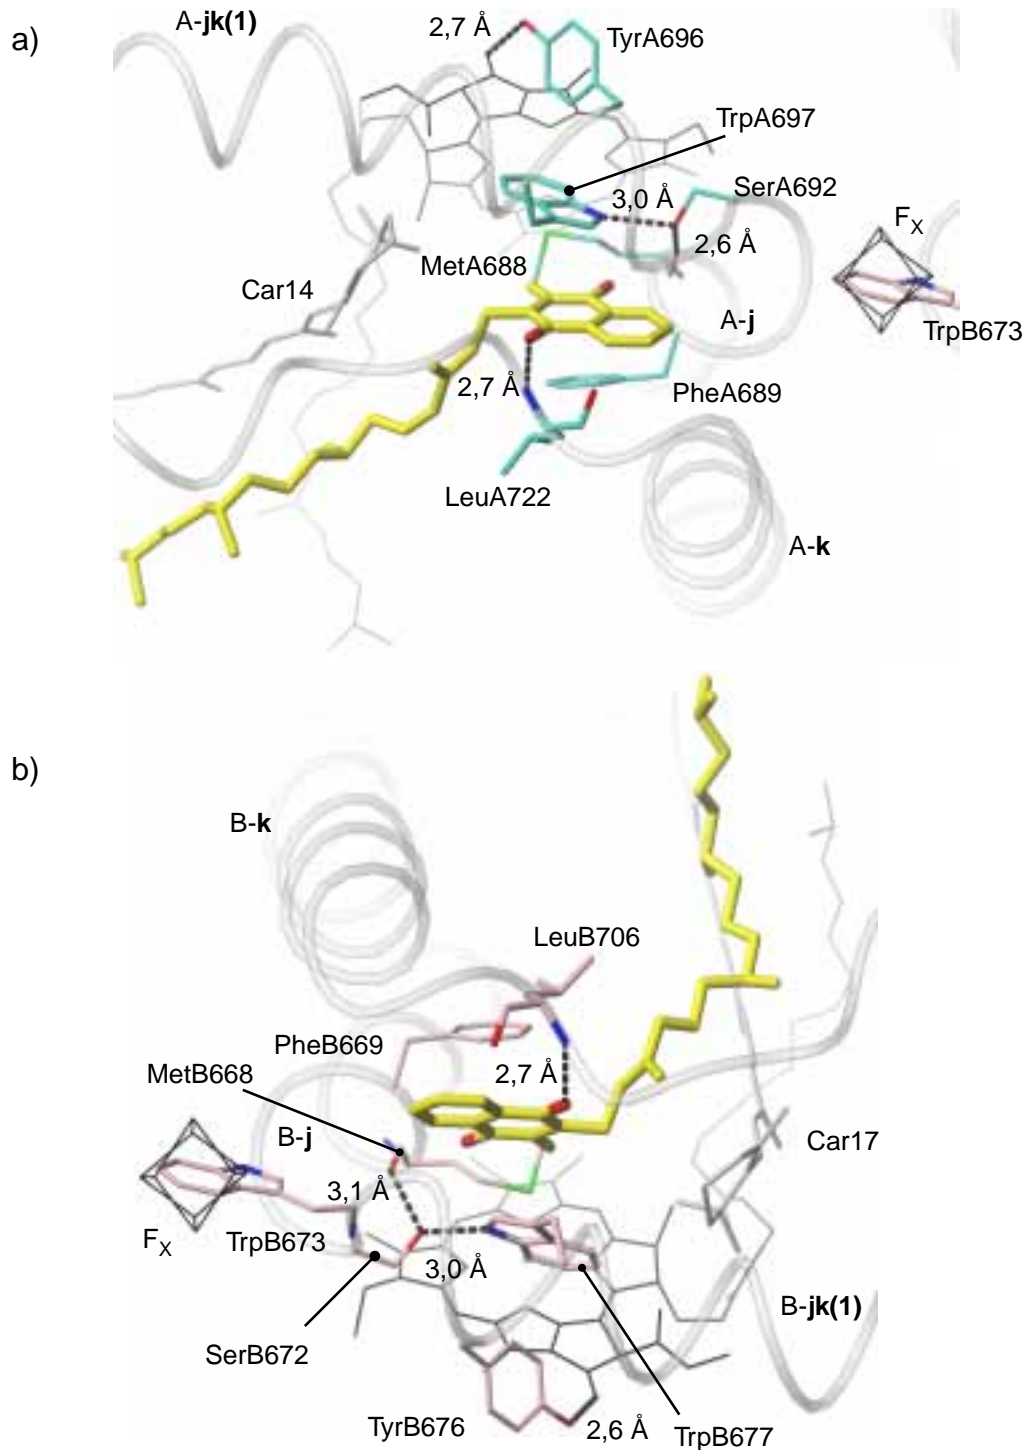 a)
A-jk(1)
2,7 Å
TyrA696
TrpA697
3,0 Å
SerA692
FX
2,6 Å
MetA688
Car14
A-j
TrpB673
2,7 Å
PheA689
LeuA722
A-k
b)
B-k
LeuB706
PheB669
2,7 Å
MetB668
B-j
Car17
3,1 Å
FX
TrpB673
3,0 Å
B-jk(1)
SerB672
TyrB676
2,6 Å
TrpB677